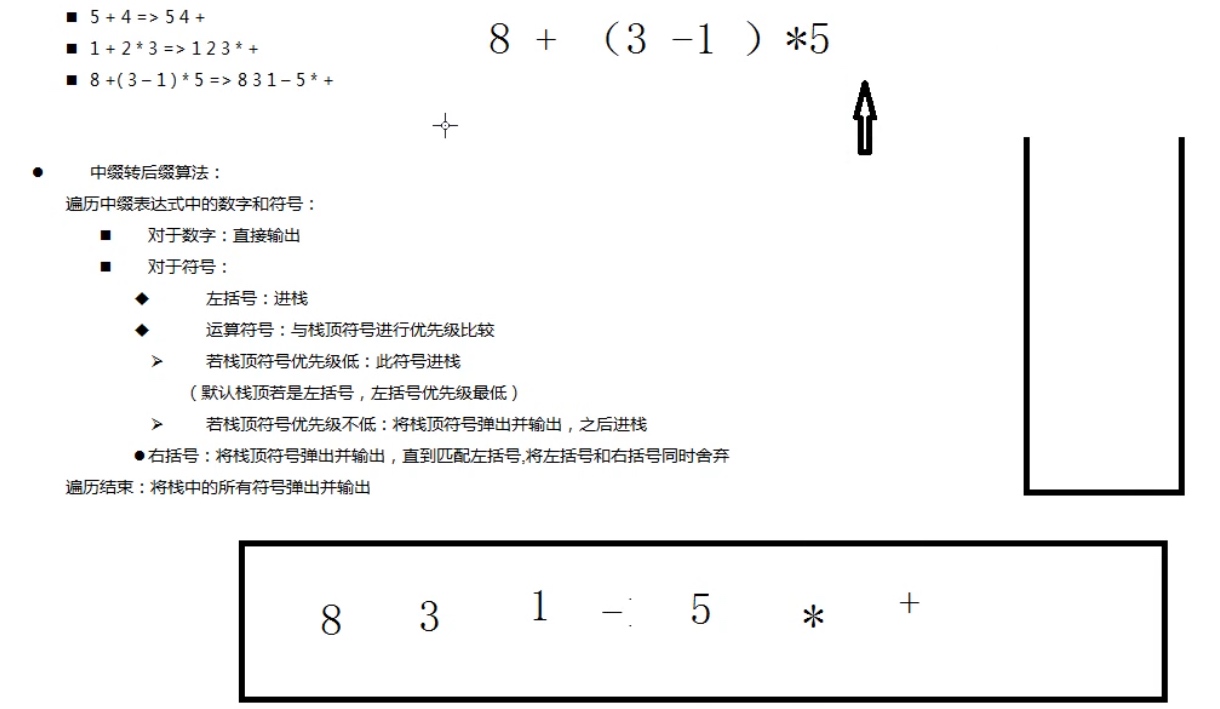 ■ 5 + 4 => 5 4 +
■ 1 + 2 * 3 => 1 2 3 * +
■ 8 +( 3 – 1 ) * 5 => 8 3 1 – 5 * +
8 + （3 -1 ）*5
● 中缀转后缀算法：
遍历中缀表达式中的数字和符号：
■ 对于数字：直接输出
■ 对于符号：
◆ 左括号：进栈
◆ 运算符号：与栈顶符号进行优先级比较
➢ 若栈顶符号优先级低：此符号进栈
（默认栈顶若是左括号，左括号优先级最低）
➢ 若栈顶符号优先级不低：将栈顶符号弹出并输出，之后进栈
●右括号：将栈顶符号弹出并输出，直到匹配左括号,将左括号和右括号同时舍弃
遍历结束：将栈中的所有符号弹出并输出
8 3 1 - 5 * +